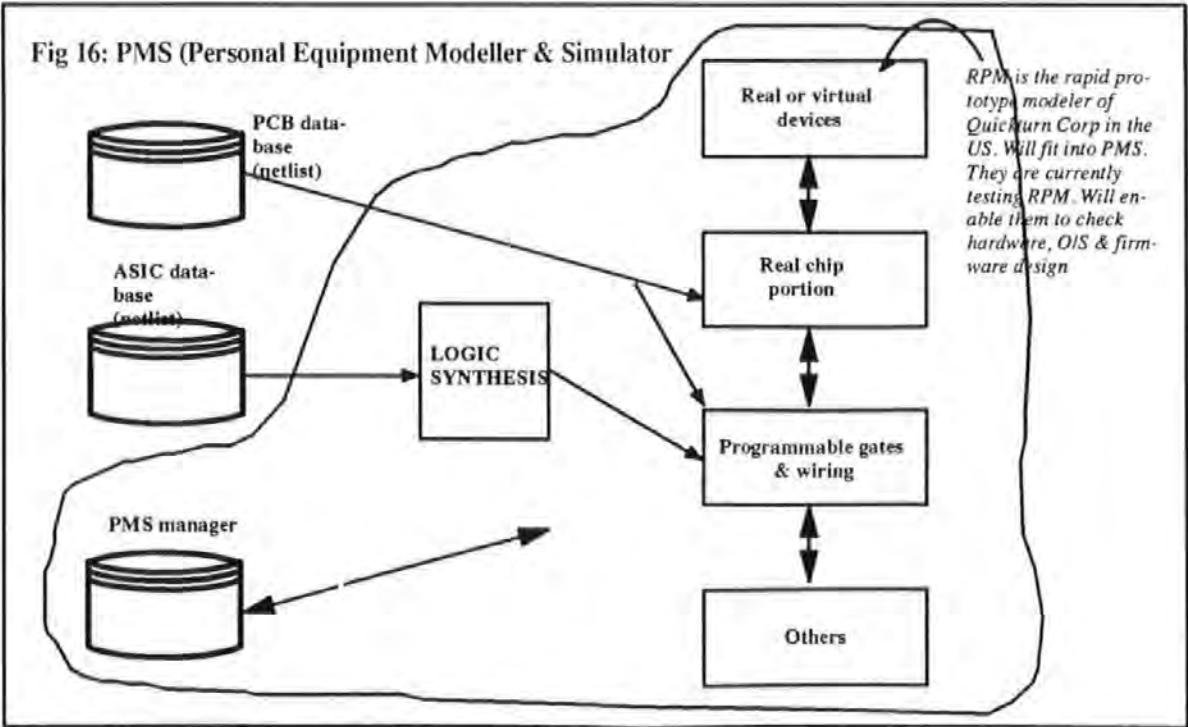 Fig 16: PMS (Personal Equipment Modeller & Simulator
PCB data-
base
(netlist)
ASIC data-
base
(netlist)
LOGIC
SYNTHESIS
PMS manager
Real or virtual
devices
Real chip
portion
Programmable gates
& wiring
Others
RPM is the rapid pro-
totype modeler of
Quickturn Corp in the
US. Will fit into PMS.
They are currently
testing RPM. Will en-
able them to check
hardware, O/S & firm-
ware design